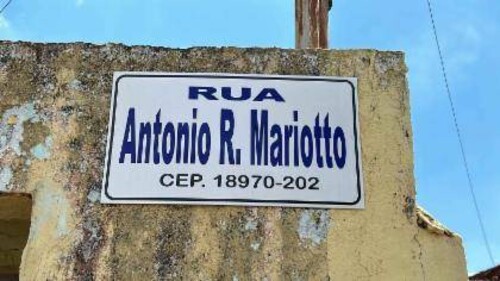 RUA
Antonio R. Mariotto
CEP. 18970-202